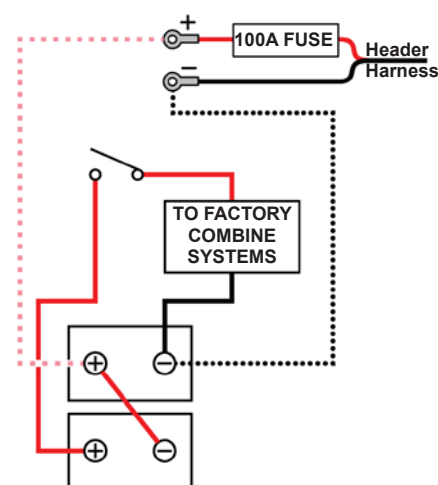 +
100A FUSE
Header
Harness
−
TO FACTORY
COMBINE
SYSTEMS
+ −
+ −